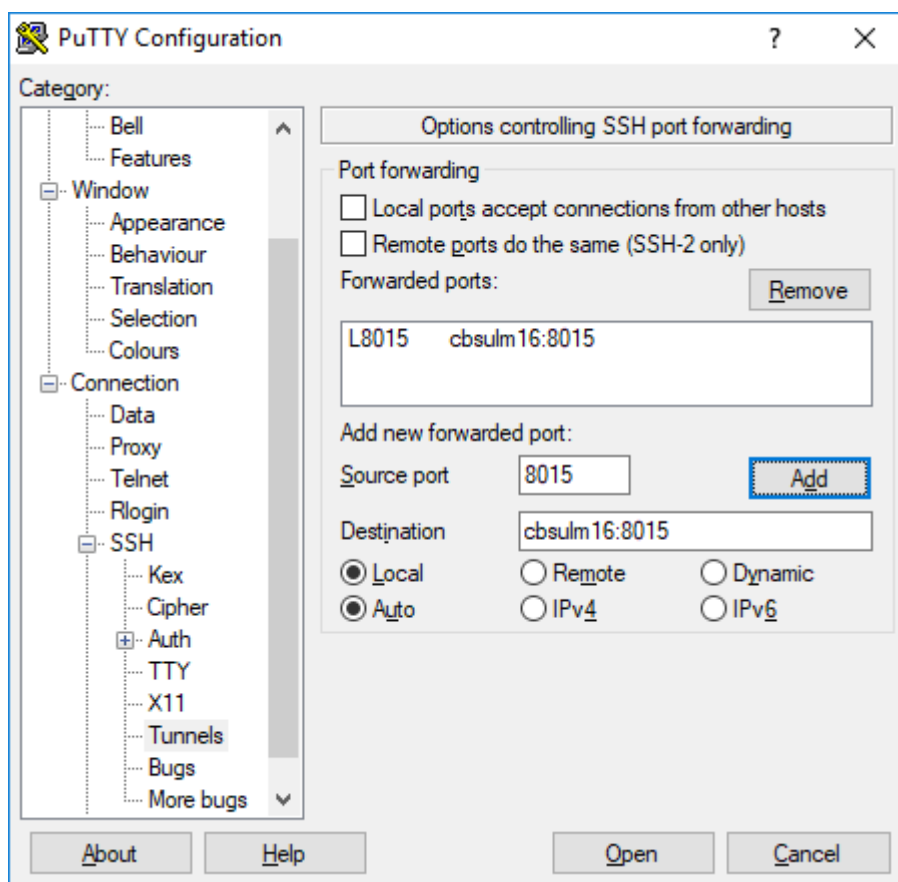 PuTTY Configuration
?
Category:
Bell
Features
Window
Appearance
Behaviour
Translation
Selection
Colours
Connection
Data
Proxy
Telnet
Rlogin
SSH
Kex
Cipher
Auth
TTY
X11
Tunnels
Bugs
More bugs
Options controlling SSH port forwarding
Port forwarding
Local ports accept connections from other hosts
Remote ports do the same (SSH-2 only)
Forwarded ports:
Remove
L8015 cbsulm16:8015
Add new forwarded port:
Source port 8015 Add
Destination cbsulm16:8015
Local Remote Dynamic
Auto IPv4 IPv6
About Help Open Cancel